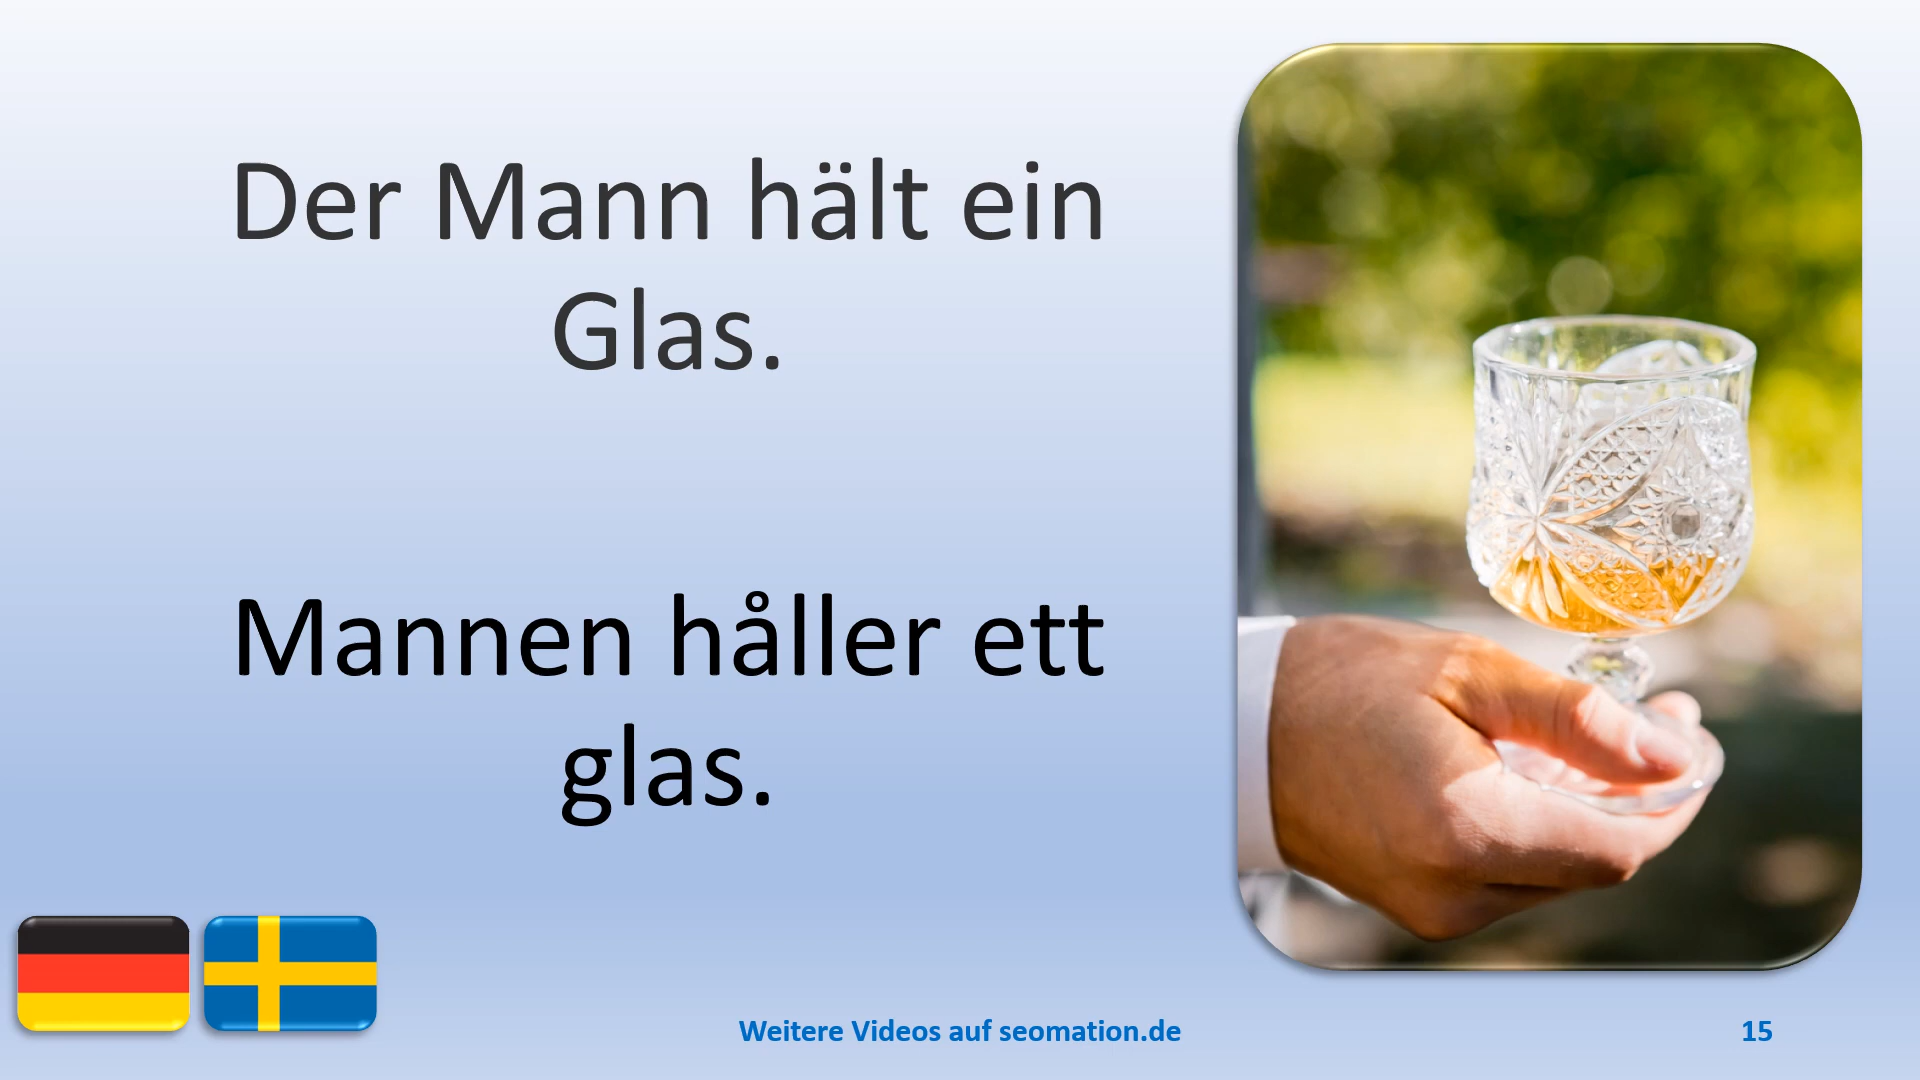 Der Mann hält ein
Glas.
Mannen håller ett
glas.
Weitere Videos auf seomation.de
15